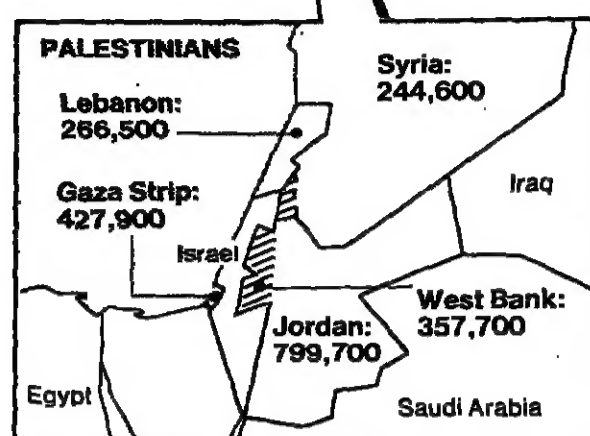 PALESTINIANS
Syria:
244,600
Lebanon:
266,500
Iraq
Gaza Strip:
427,900
Israel
West Bank:
357,700
Jordan:
799,700
Egypt
Saudi Arabia